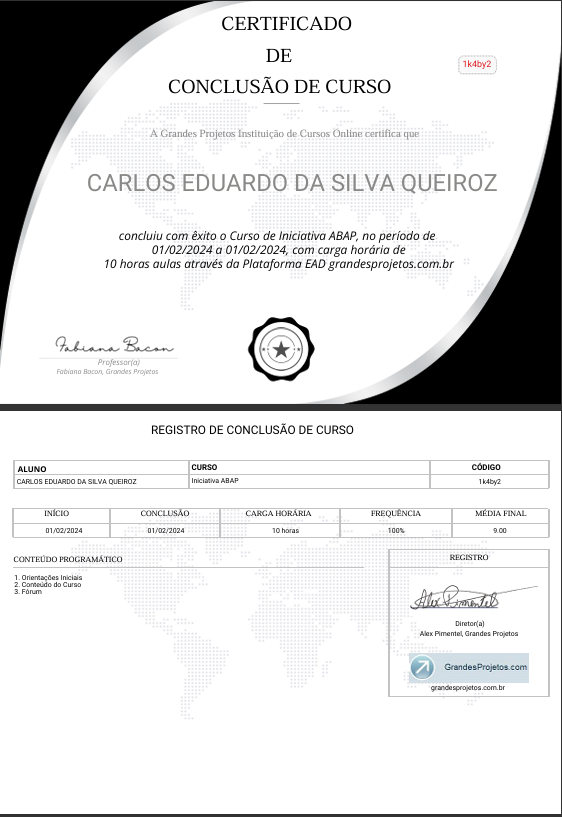 CERTIFICADO
DE
CONCLUSÃO DE CURSO
1k4by2
A Grandes Projetos Instituição de Cursos Online certifica que
CARLOS EDUARDO DA SILVA QUEIROZ
concluiu com êxito o Curso de Iniciativa ABAP, no período de
01/02/2024 a 01/02/2024, com carga horária de
10 horas aulas através da Plataforma EAD grandesprojetos.com.br
Fabiana Bacon
Professor(a)
Fabiana Bacon, Grandes Projetos
REGISTRO DE CONCLUSÃO DE CURSO
ALUNO CURSO CÓDIGO
CARLOS EDUARDO DA SILVA QUEIROZ Iniciativa ABAP 1k4by2
INÍCIO CONCLUSÃO CARGA HORÁRIA FREQUÊNCIA MÉDIA FINAL
01/02/2024 01/02/2024 10 horas 100% 9.00
CONTEÚDO PROGRAMÁTICO
1. Orientações Iniciais
2. Conteúdo do Curso
3. Fórum
REGISTRO
Alex Pimentel
Diretor(a)
Alex Pimentel, Grandes Projetos
GrandesProjetos.com
grandesprojetos.com.br